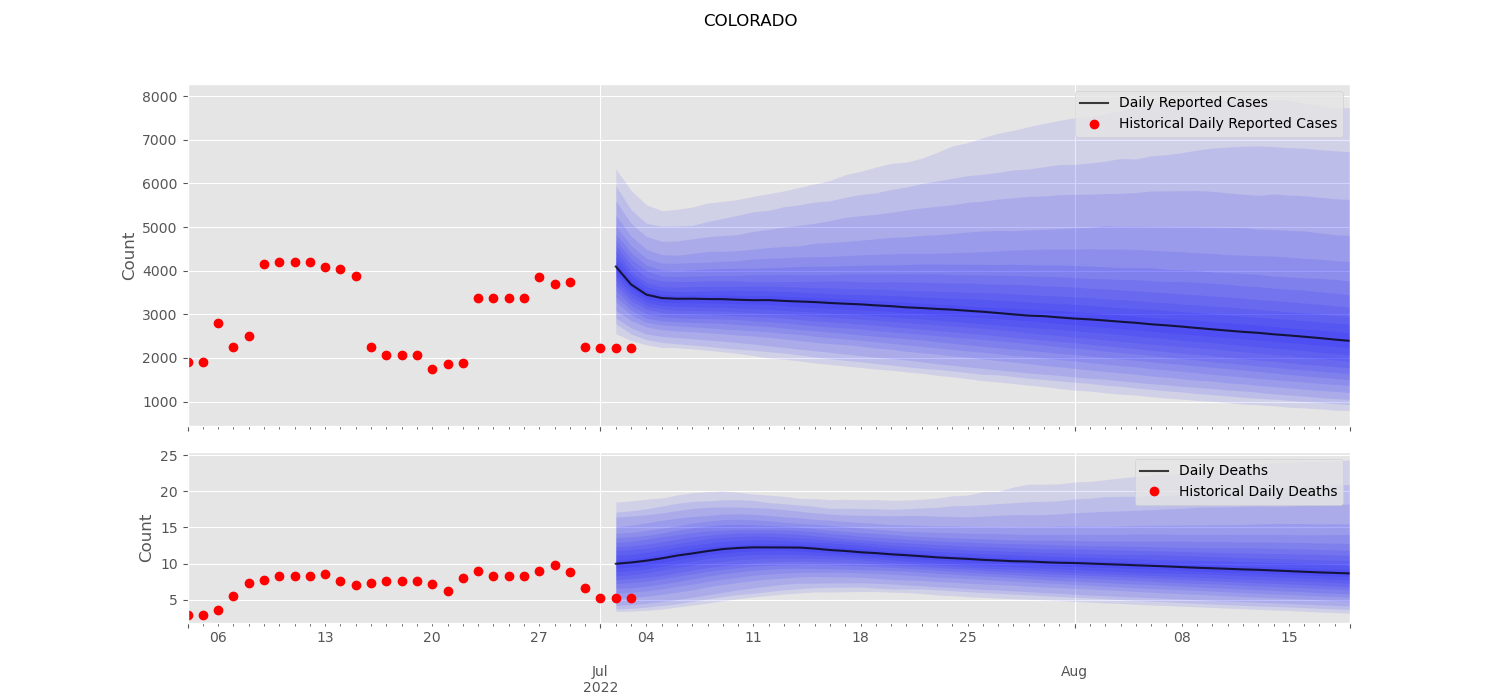 COLORADO
8000
7000
6000
5000
4000
3000
2000
1000
Count
Daily Reported Cases
Historical Daily Reported Cases
25
20
15
10
5
Count
Daily Deaths
Historical Daily Deaths
06 13 20 27 04 11 18 25 08 15
Jul Aug
2022